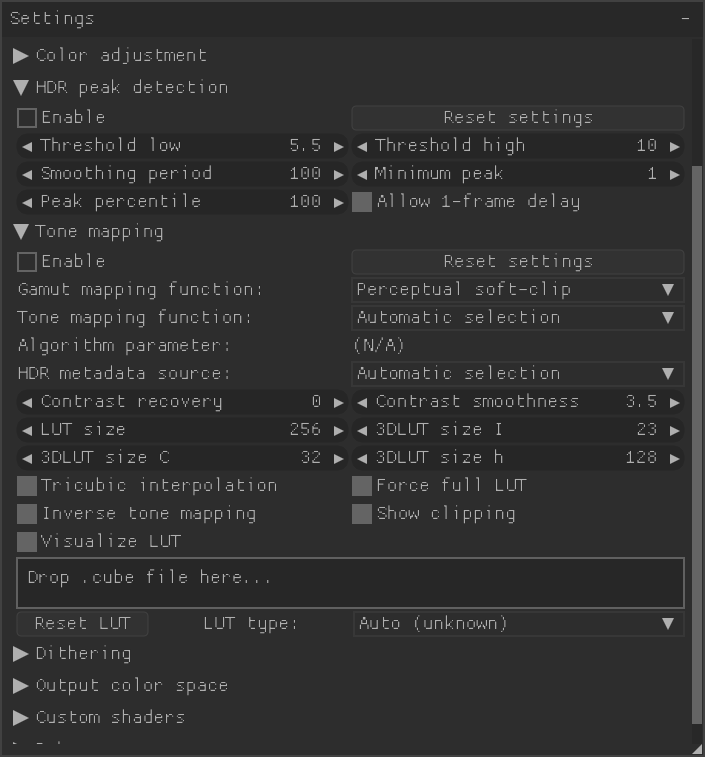 Settings -
Color adjustment
HDR peak detection
Enable Reset settings
Threshold low 5.5 Threshold high 10
Smoothing period 100 Minimum peak 1
Peak percentile 100 Allow 1-frame delay
Tone mapping
Enable Reset settings
Gamut mapping function: Perceptual soft-clip
Tone mapping function: Automatic selection
Algorithm parameter: (N/A)
HDR metadata source: Automatic selection
Contrast recovery 0 Contrast smoothness 3.5
LUT size 256 3DLUT size I 23
3DLUT size C 32 3DLUT size h 128
Tricubic interpolation Force full LUT
Inverse tone mapping Show clipping
Visualize LUT
Drop .cube file here...
Reset LUT LUT type: Auto (unknown)
Dithering
Output color space
Custom shaders